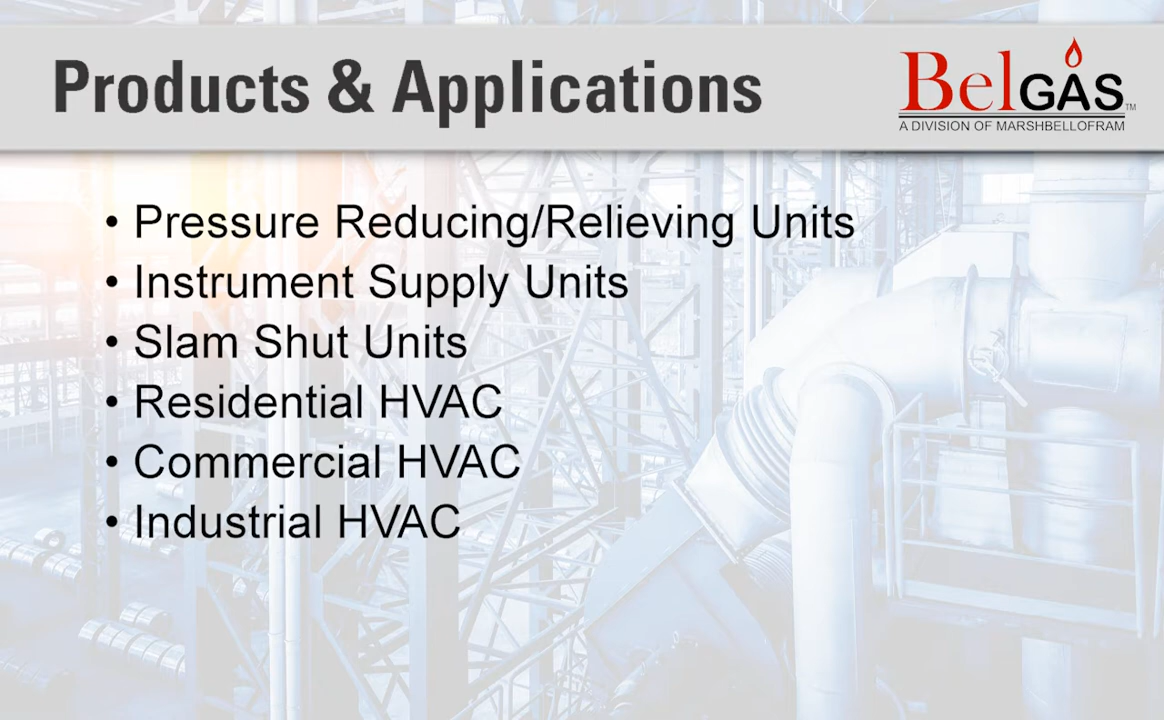 Products & Applications
BelGAS™
A DIVISION OF MARSHBELLOFRAM
• Pressure Reducing/Relieving Units
• Instrument Supply Units
• Slam Shut Units
• Residential HVAC
• Commercial HVAC
• Industrial HVAC